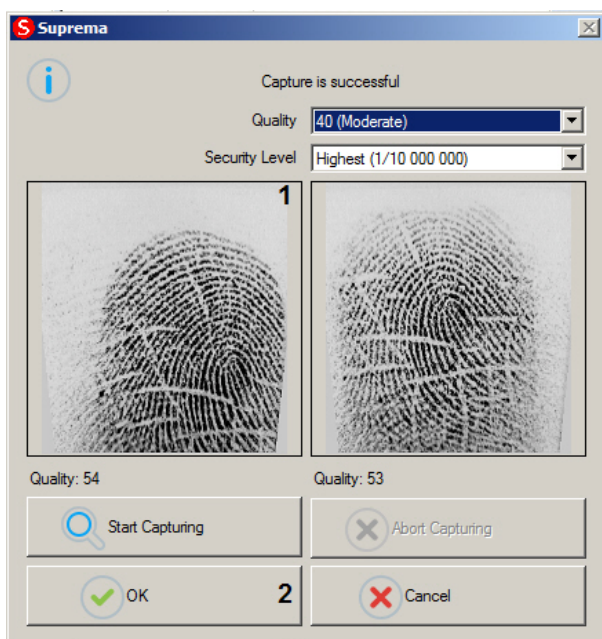 Suprema
Capture is successful
Quality 40 (Moderate)
Security Level Highest (1/10 000 000)
1
Quality: 54 Quality: 53
Start Capturing Abort Capturing
OK 2 Cancel